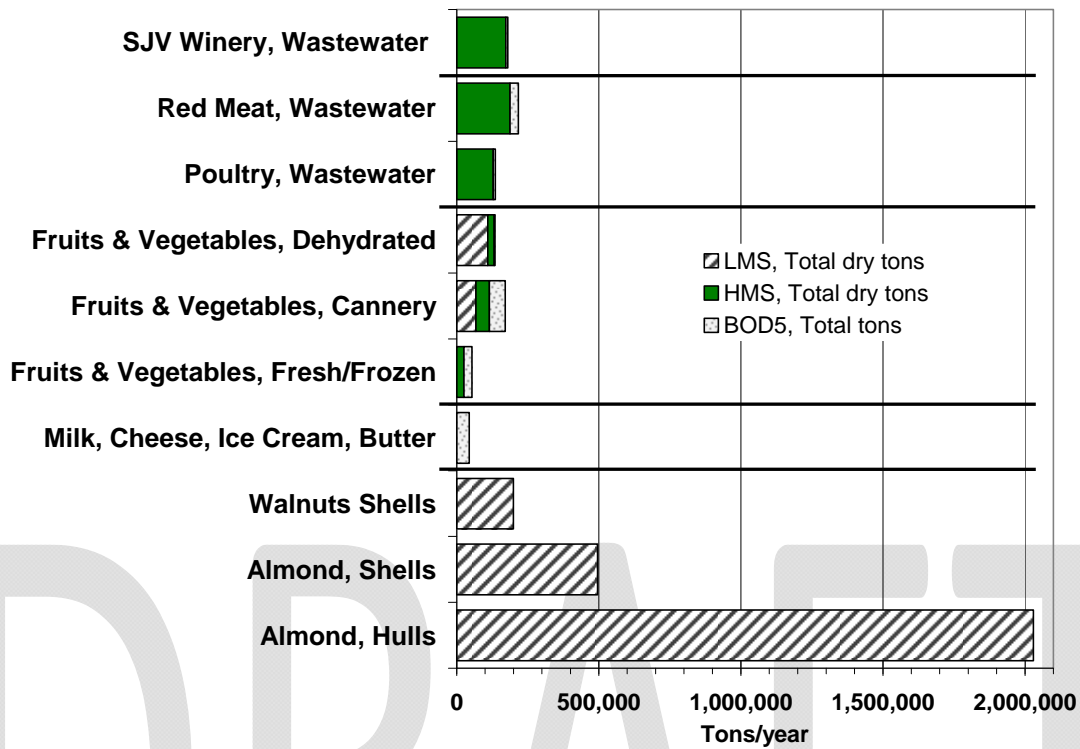 SJV Winery, Wastewater
Red Meat, Wastewater
Poultry, Wastewater
Fruits & Vegetables, Dehydrated
Fruits & Vegetables, Cannery
Fruits & Vegetables, Fresh/Frozen
Milk, Cheese, Ice Cream, Butter
Walnuts Shells
Almond, Shells
Almond, Hulls
LMS, Total dry tons
HMS, Total dry tons
BOD5, Total tons
0 500,000 1,000,000 1,500,000 2,000,000
Tons/year
DRAFT